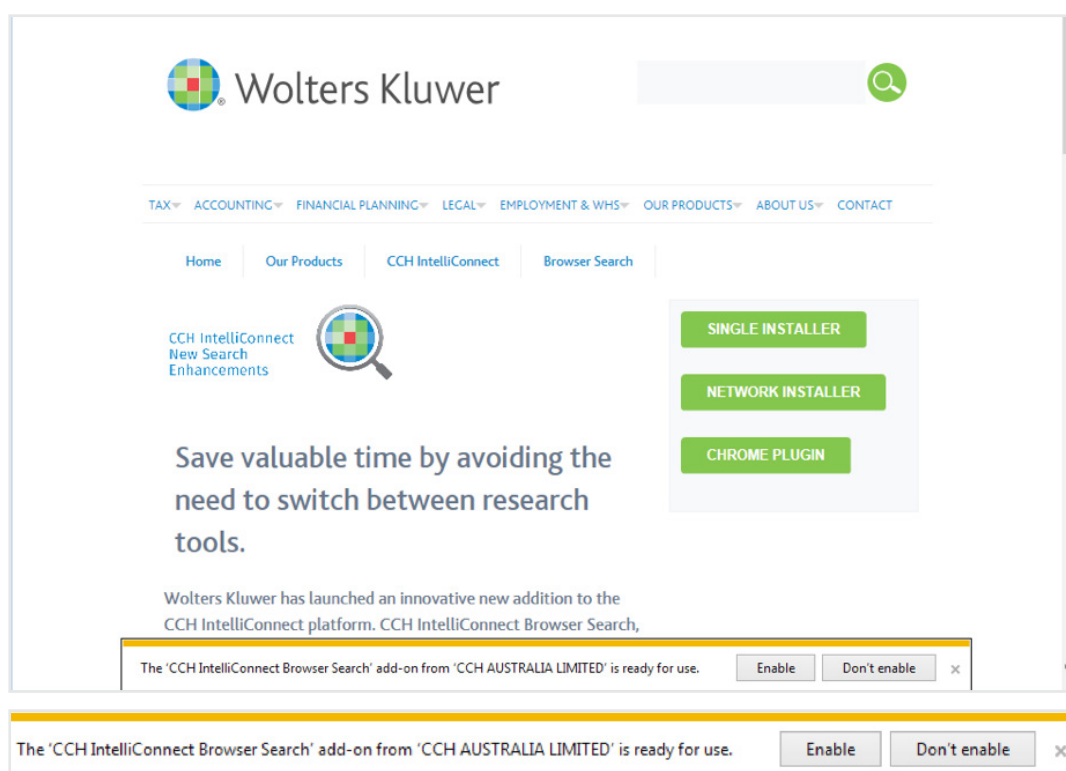 Wolters Kluwer
TAX ACCOUNTING FINANCIAL PLANNING LEGAL EMPLOYMENT & WHS OUR PRODUCTS ABOUT US CONTACT
Home Our Products CCH IntelliConnect Browser Search
CCH IntelliConnect
New Search
Enhancements
SINGLE INSTALLER
NETWORK INSTALLER
CHROME PLUGIN
Save valuable time by avoiding the
need to switch between research
tools.
Wolters Kluwer has launched an innovative new addition to the
CCH IntelliConnect platform. CCH IntelliConnect Browser Search,
The 'CCH IntelliConnect Browser Search' add-on from 'CCH AUSTRALIA LIMITED' is ready for use. Enable Don't enable ×
The 'CCH IntelliConnect Browser Search' add-on from 'CCH AUSTRALIA LIMITED' is ready for use. Enable Don't enable ×